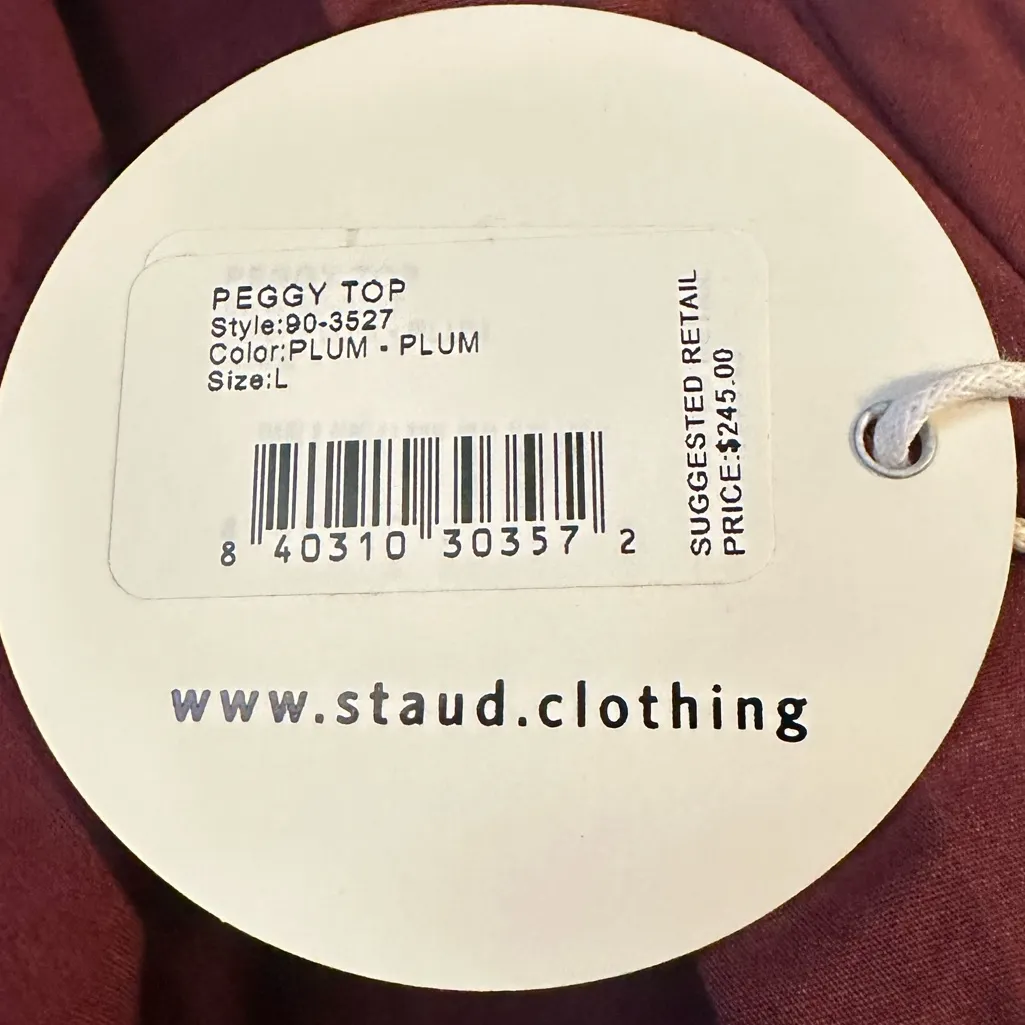 PEGGY TOP
Style:90-3527
Color:PLUM - PLUM
Size:L
8 40310 30357 2
SUGGESTED RETAIL
PRICE:$245.00
www.staud.clothing